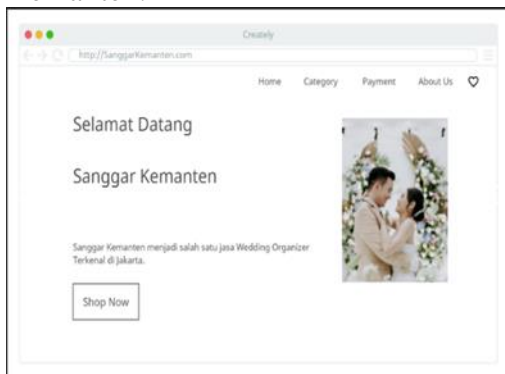 Creately
http://SanggarKemanten.com
Home Category Payment About Us
Selamat Datang
Sanggar Kemanten
Sanggar Kemanten menjadi salah satu jasa Wedding Organizer
Terkenal di Jakarta.
Shop Now